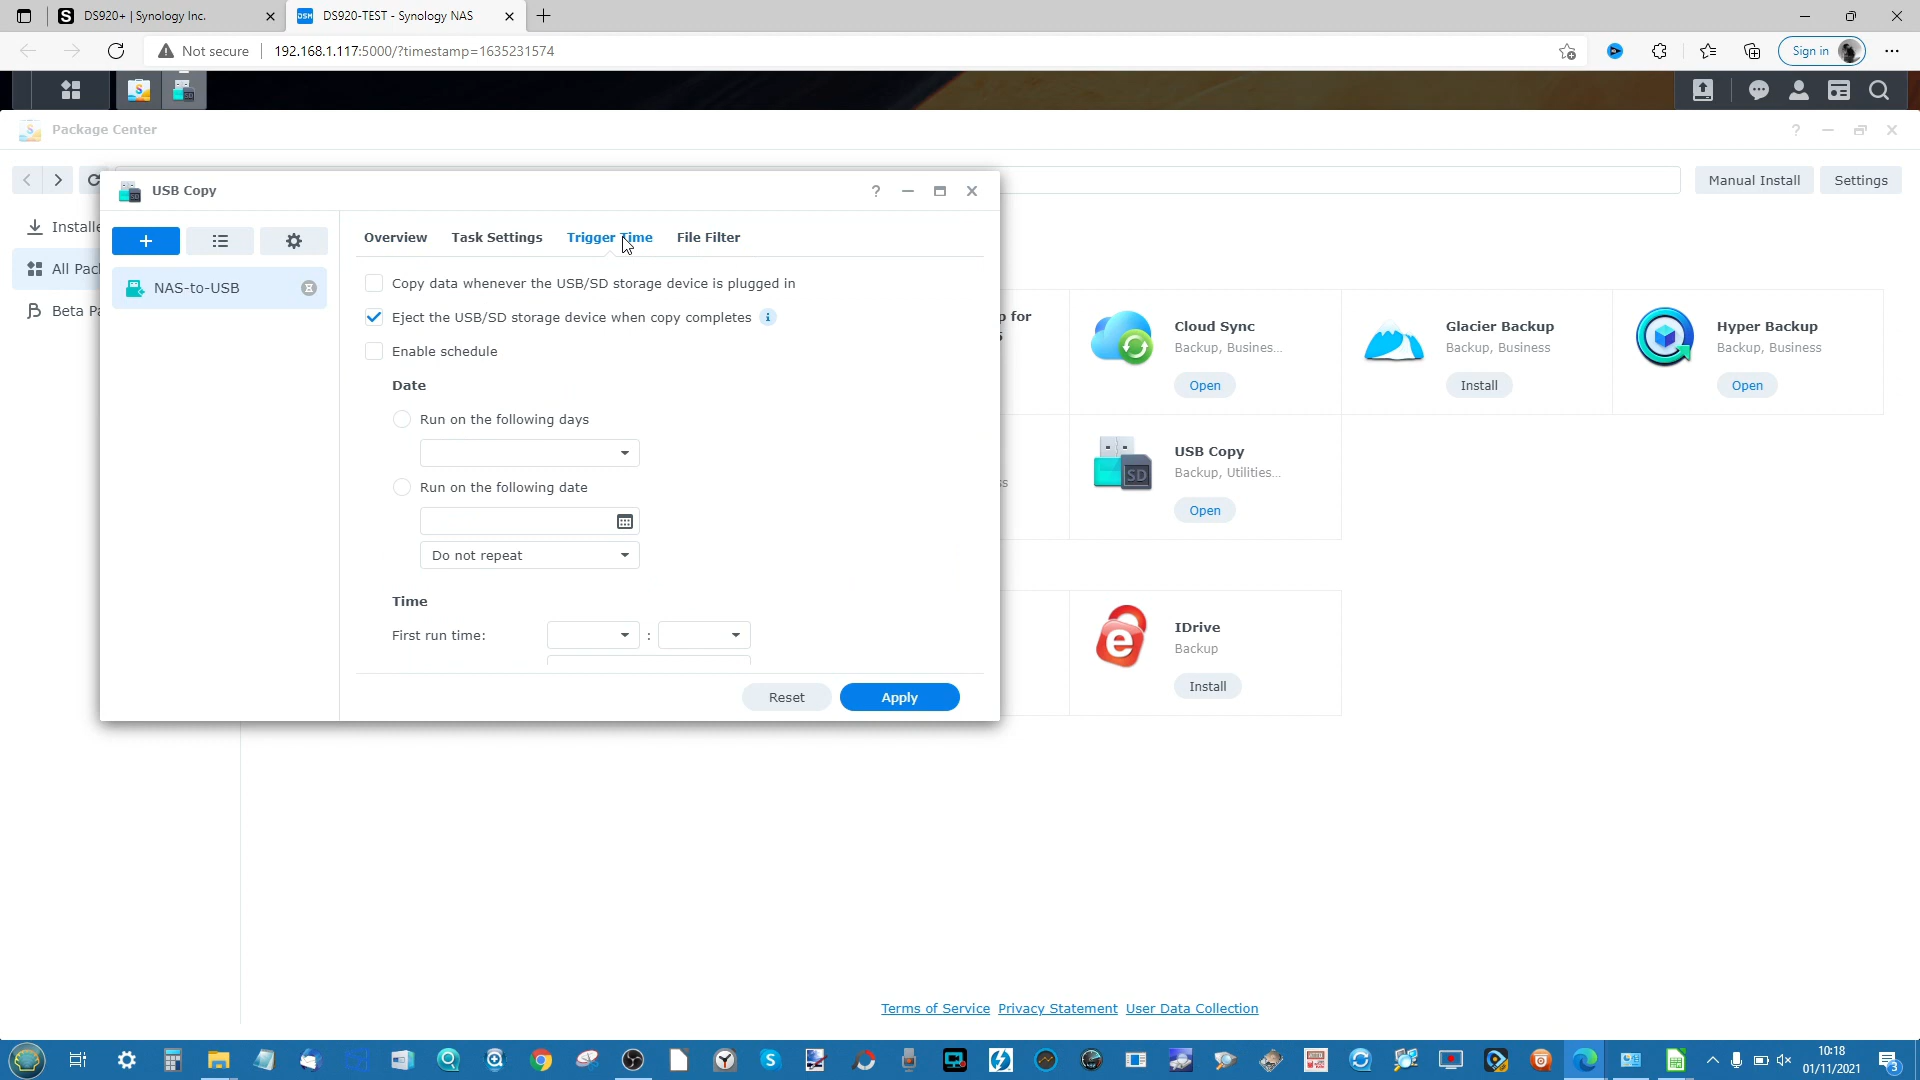 DS920+ | Synology Inc.
DS920-TEST - Synology NAS
Not secure
192.168.1.117:5000/?timestamp=1635231574
Sign in
Package Center
Manual Install
Settings
USB Copy
Installe
All Pac
Beta Pa
NAS-to-USB
Overview
Task Settings
Trigger Time
File Filter
Copy data whenever the USB/SD storage device is plugged in
Eject the USB/SD storage device when copy completes
Enable schedule
Date
Run on the following days
Run on the following date
Do not repeat
Time
First run time:
:
Reset
Apply
p for
Cloud Sync
Backup, Busines...
Open
Glacier Backup
Backup, Business
Install
Hyper Backup
Backup, Business
Open
ss
SD
USB Copy
Backup, Utilities...
Open
IDrive
Backup
Install
Terms of Service
Privacy Statement
User Data Collection
10:18
01/11/2021
3